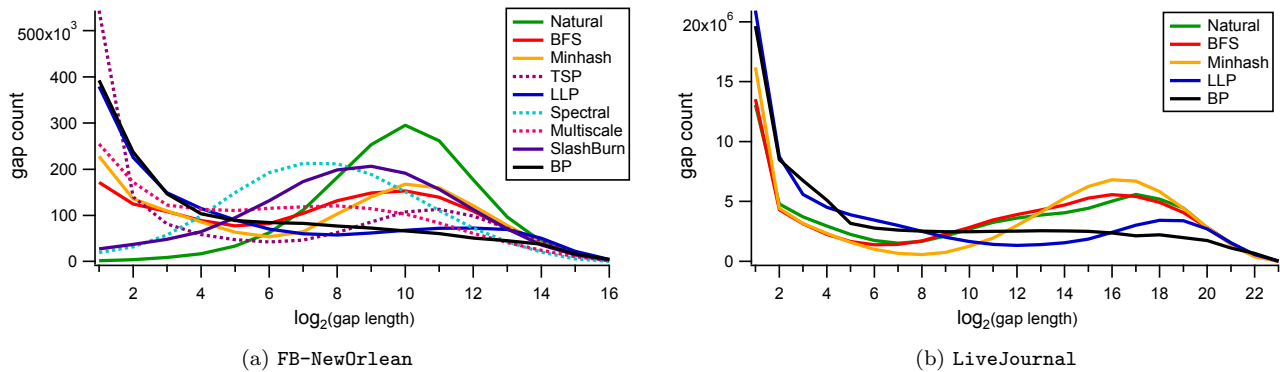 500x10³
400
300
200
100
0
gap count
2 4 6 8 10 12 14 16
log₂(gap length)
Natural
BFS
Minhash
TSP
LLP
Spectral
Multiscale
SlashBurn
BP
(a) FB-NewOrlean
20x10⁶
15
10
5
0
gap count
2 4 6 8 10 12 14 16 18 20 22
log₂(gap length)
Natural
BFS
Minhash
LLP
BP
(b) LiveJournal